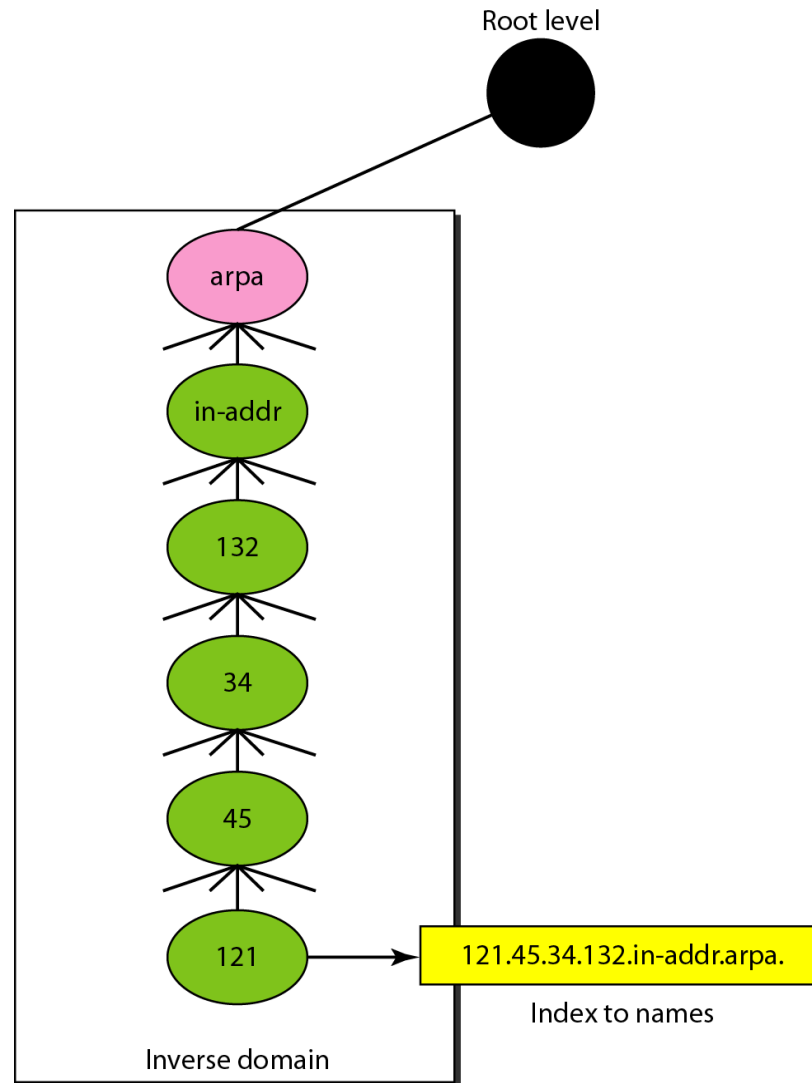 Root level
arpa
in-addr
132
34
45
121
121.45.34.132.in-addr.arpa.
Index to names
Inverse domain